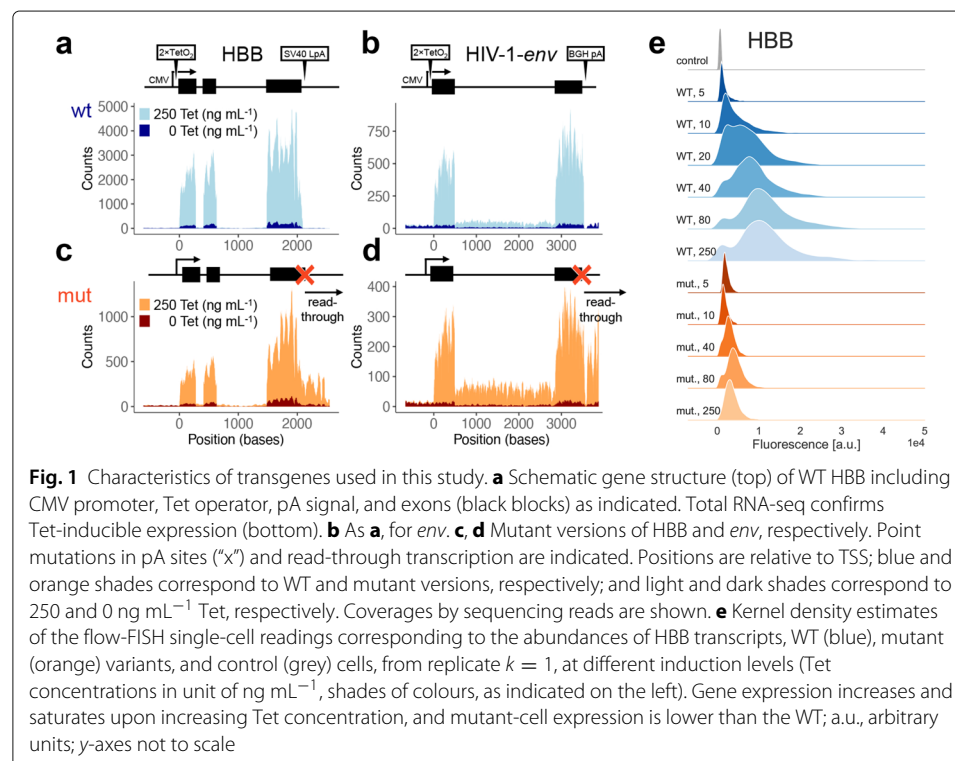 a
HBB
2×TetO2
SV40 LpA
CMV
wt
250 Tet (ng mL-1)
0 Tet (ng mL-1)
Counts
5000
4000
3000
2000
1000
0
0 1000 2000
b
HIV-1-env
2×TetO2
BGH pA
CMV
Counts
750
500
250
0
0 1000 2000 3000
c
mut
250 Tet (ng mL-1)
0 Tet (ng mL-1)
read-
through
Counts
1000
500
0
0 1000 2000
Position (bases)
d
read-
through
Counts
400
300
200
100
0
0 1000 2000 3000
Position (bases)
e
HBB
control
WT, 5
WT, 10
WT, 20
WT, 40
WT, 80
WT, 250
mut., 5
mut., 10
mut., 40
mut., 80
mut., 250
0 1 2 3 4 5
Fluorescence [a.u.] 1e4
Fig. 1 Characteristics of transgenes used in this study. a Schematic gene structure (top) of WT HBB including
CMV promoter, Tet operator, pA signal, and exons (black blocks) as indicated. Total RNA-seq confirms
Tet-inducible expression (bottom). b As a, for env. c, d Mutant versions of HBB and env, respectively. Point
mutations in pA sites ("x") and read-through transcription are indicated. Positions are relative to TSS; blue and
orange shades correspond to WT and mutant versions, respectively; and light and dark shades correspond to
250 and 0 ng mL−1 Tet, respectively. Coverages by sequencing reads are shown. e Kernel density estimates
of the flow-FISH single-cell readings corresponding to the abundances of HBB transcripts, WT (blue), mutant
(orange) variants, and control (grey) cells, from replicate k = 1, at different induction levels (Tet
concentrations in unit of ng mL−1, shades of colours, as indicated on the left). Gene expression increases and
saturates upon increasing Tet concentration, and mutant-cell expression is lower than the WT; a.u., arbitrary
units; y-axes not to scale